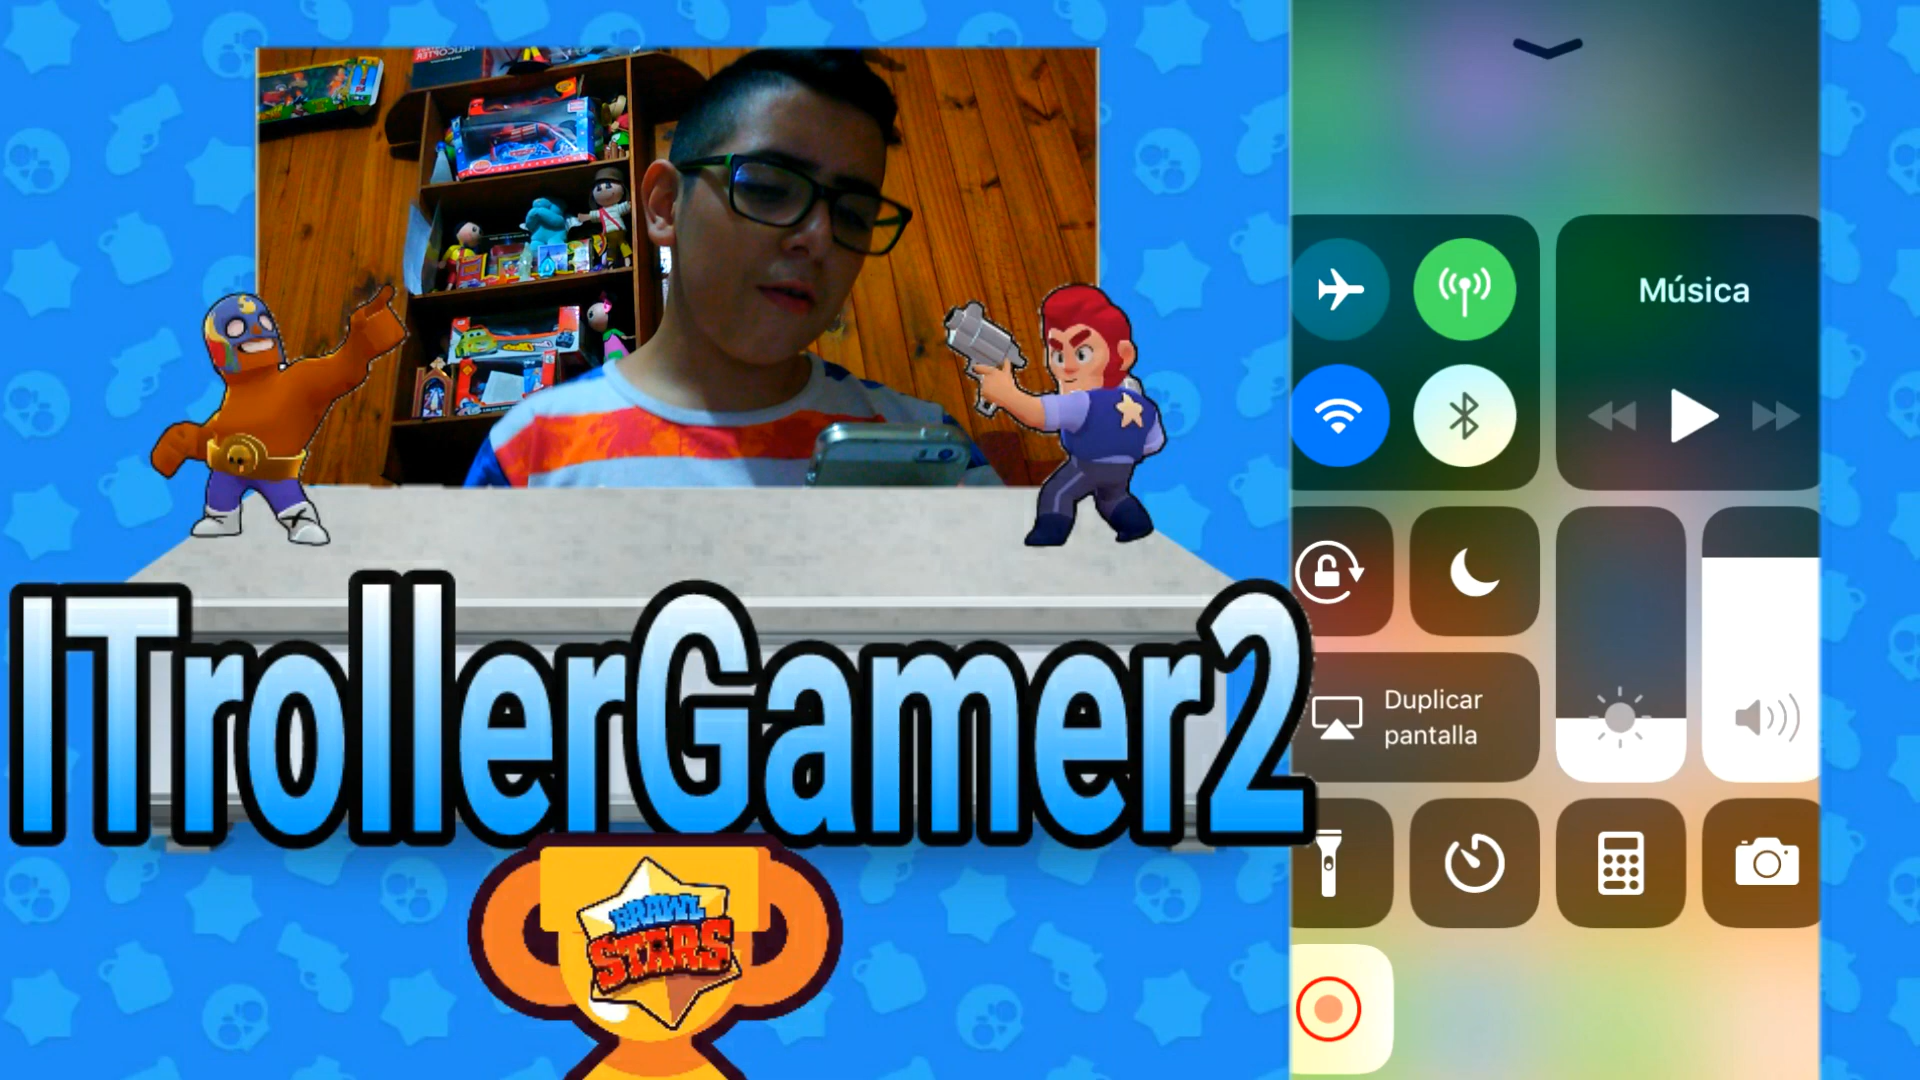 ITrollerGamer2
BRAWL
STARS
Música
Duplicar
pantalla